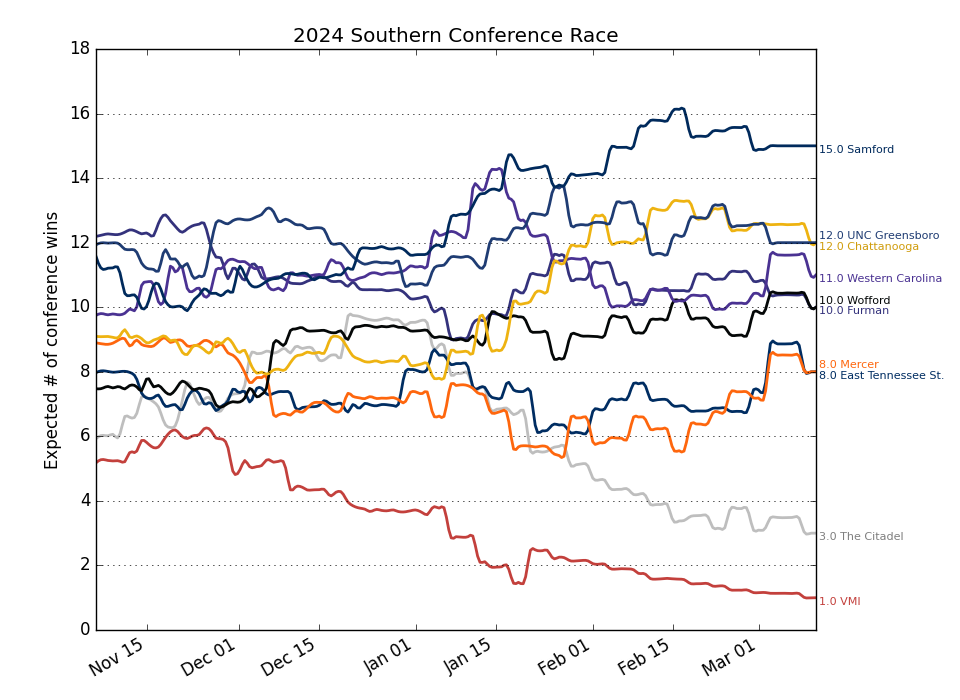 2024 Southern Conference Race
Expected # of conference wins
18
16
14
12
10
8
6
4
2
0
15.0 Samford
12.0 UNC Greensboro
12.0 Chattanooga
11.0 Western Carolina
10.0 Wofford
10.0 Furman
8.0 Mercer
8.0 East Tennessee St.
3.0 The Citadel
1.0 VMI
Nov 15
Dec 01
Dec 15
Jan 01
Jan 15
Feb 01
Feb 15
Mar 01